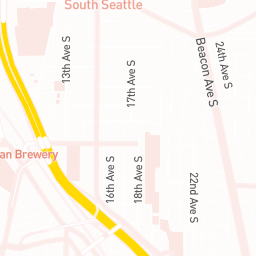 South Seattle
13th Ave S
17th Ave S
Beacon Ave S
24th Ave S
an Brewery
16th Ave S
18th Ave S
22nd Ave S